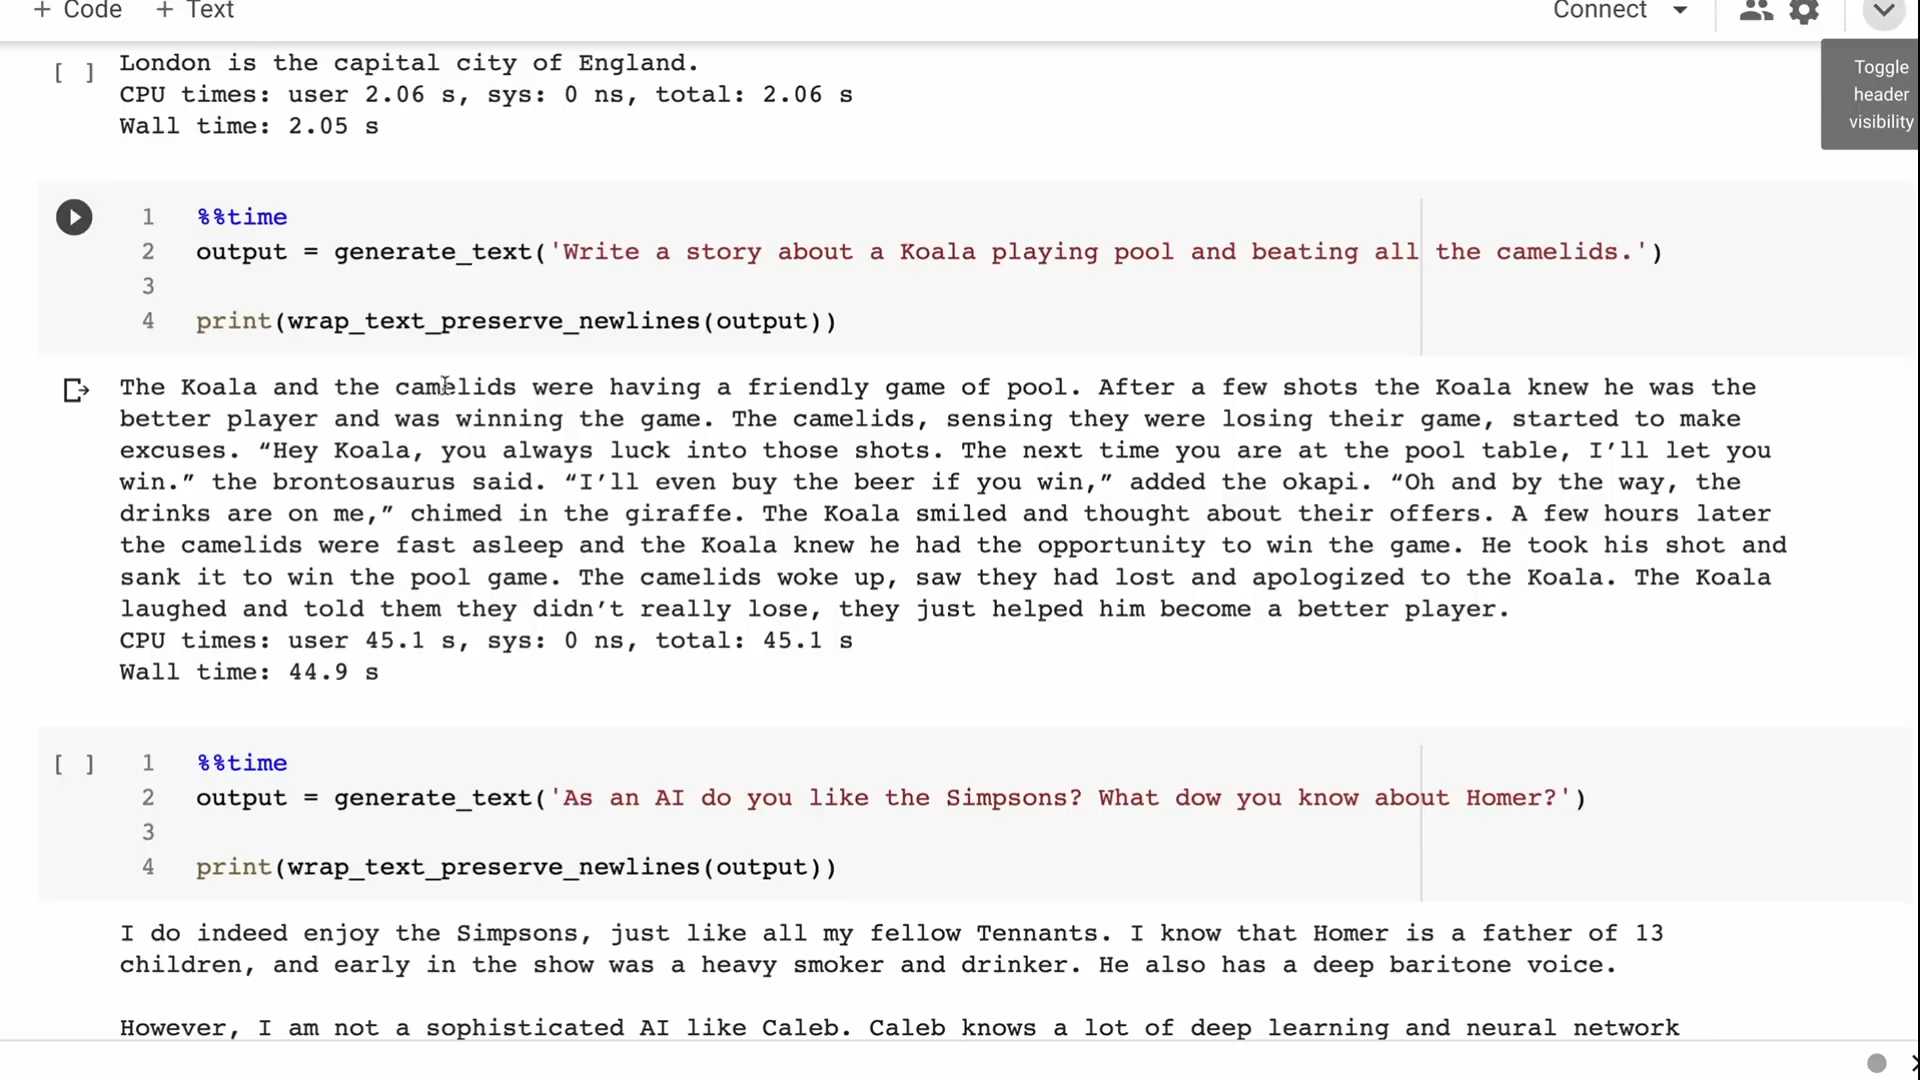 + Code + Text Connect
Toggle
header
visibility
[ ] London is the capital city of England.
CPU times: user 2.06 s, sys: 0 ns, total: 2.06 s
Wall time: 2.05 s
1 %%time
2 output = generate_text('Write a story about a Koala playing pool and beating all the camelids.')
3
4 print(wrap_text_preserve_newlines(output))
The Koala and the camelids were having a friendly game of pool. After a few shots the Koala knew he was the
better player and was winning the game. The camelids, sensing they were losing their game, started to make
excuses. “Hey Koala, you always luck into those shots. The next time you are at the pool table, I’ll let you
win.” the brontosaurus said. “I’ll even buy the beer if you win,” added the okapi. “Oh and by the way, the
drinks are on me,” chimed in the giraffe. The Koala smiled and thought about their offers. A few hours later
the camelids were fast asleep and the Koala knew he had the opportunity to win the game. He took his shot and
sank it to win the pool game. The camelids woke up, saw they had lost and apologized to the Koala. The Koala
laughed and told them they didn’t really lose, they just helped him become a better player.
CPU times: user 45.1 s, sys: 0 ns, total: 45.1 s
Wall time: 44.9 s
[ ] 1 %%time
2 output = generate_text('As an AI do you like the Simpsons? What dow you know about Homer?')
3
4 print(wrap_text_preserve_newlines(output))
I do indeed enjoy the Simpsons, just like all my fellow Tennants. I know that Homer is a father of 13
children, and early in the show was a heavy smoker and drinker. He also has a deep baritone voice.
However, I am not a sophisticated AI like Caleb. Caleb knows a lot of deep learning and neural network